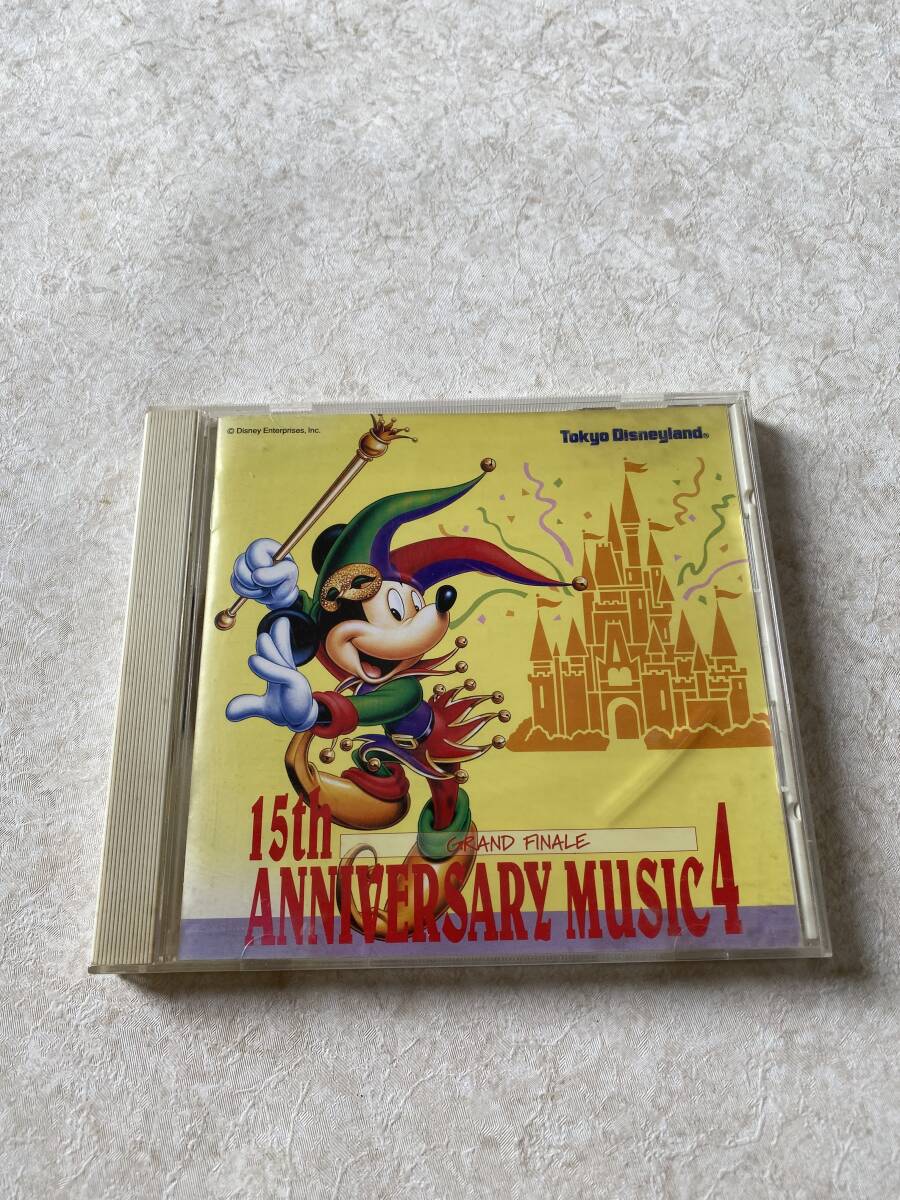 © Disney Enterprises, Inc.
Tokyo Disneyland®
15th
GRAND FINALE
ANNIVERSARY MUSIC 4